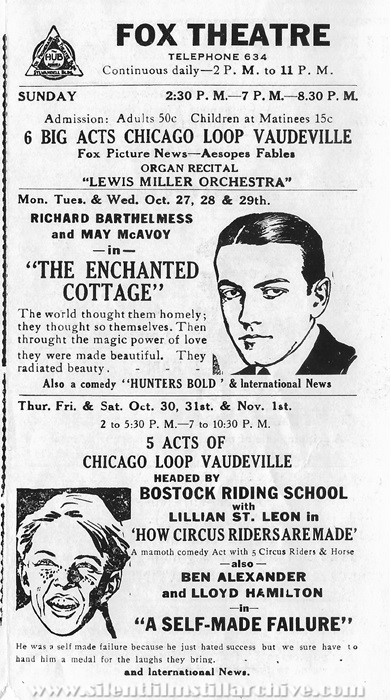 FOX THEATRE
HUB
SYLVANDELL BLDG.
TELEPHONE 634
Continuous daily—2 P. M. to 11 P. M.
SUNDAY 2:30 P. M.—7 P. M.—8.30 P. M.
Admission: Adults 50c Children at Matinees 15c
6 BIG ACTS CHICAGO LOOP VAUDEVILLE
Fox Picture News—Aesopes Fables
ORGAN RECITAL
"LEWIS MILLER ORCHESTRA"
Mon. Tues. & Wed. Oct. 27, 28 & 29th.
RICHARD BARTHELMESS
and MAY McAVOY
—in—
"THE ENCHANTED
COTTAGE"
The world thought them homely;
they thought so themselves. Then
throught the magic power of love
they were made beautiful. They
radiated beauty. - - -
Also a comedy "HUNTERS BOLD ' & International News
Thur. Fri. & Sat. Oct. 30, 31st. & Nov. 1st.
2 to 5:30 P. M.—7 to 10:30 P. M.
5 ACTS OF
CHICAGO LOOP VAUDEVILLE
HEADED BY
BOSTOCK RIDING SCHOOL
with
LILLIAN ST. LEON in
'HOW CIRCUS RIDERS ARE MADE'
A mamoth comedy Act with 5 Circus Riders & Horse
—also—
BEN ALEXANDER
and LLOYD HAMILTON
—in—
"A SELF-MADE FAILURE"
He was a self made failure because he just hated success but we sure have to
hand him a medal for the laughs they bring. -
and International News.
www.silentfilmstillarchive.com